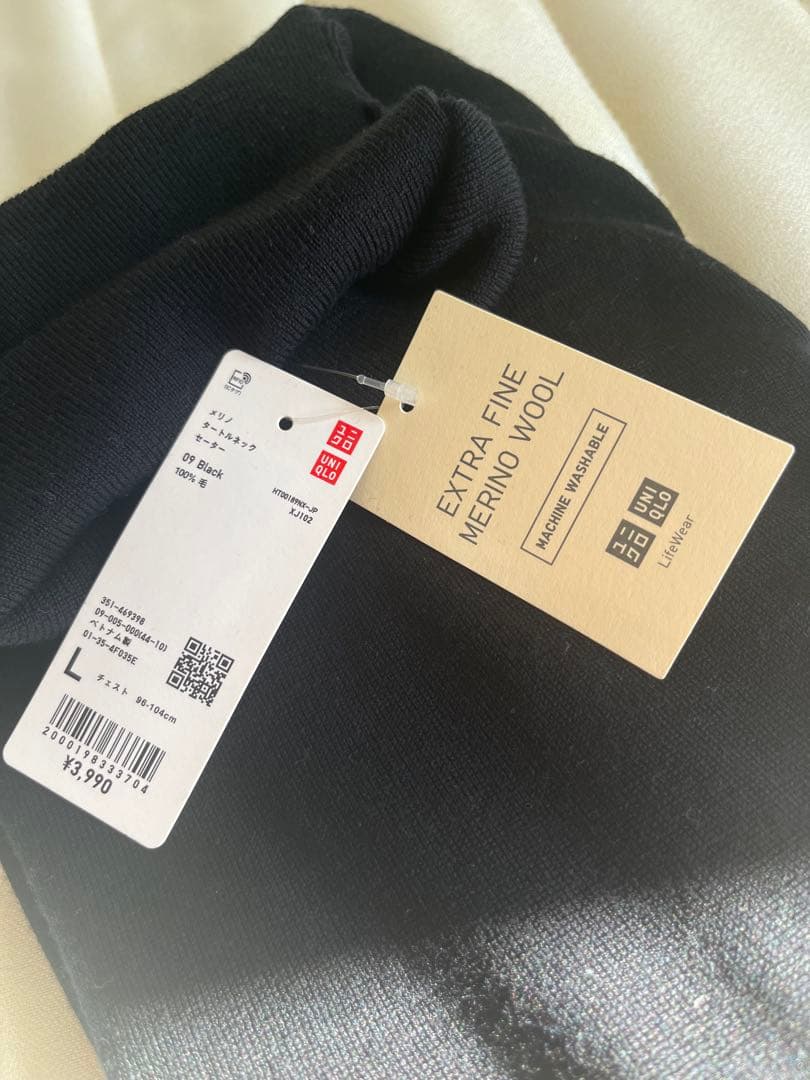 メリノ
タートルネック
セーター
09 Black
100% 毛
ユニ
クロ
UNI
QLO
HT00189NX-JP
XJ102
351-469398
09-005-000(44-10)
ベトナム製
01-35-4F035E
L
チェスト 96-104cm
2000198333704
¥3,990
EXTRA FINE
MERINO WOOL
MACHINE WASHABLE
ユニ
クロ
UNI
QLO
LifeWear